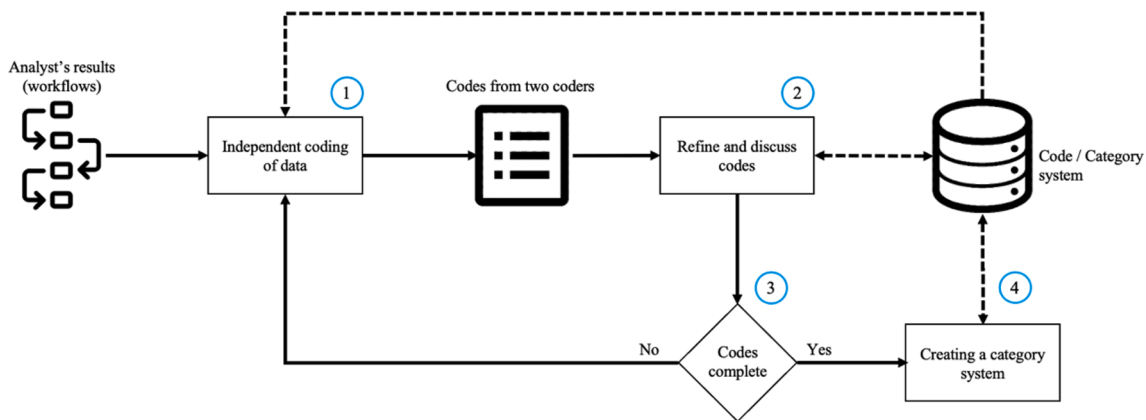 Analyst's results
(workflows)
1
Independent coding
of data
Codes from two coders
2
Refine and discuss
codes
Code / Category
system
3
Codes
complete
No
Yes
4
Creating a category
system